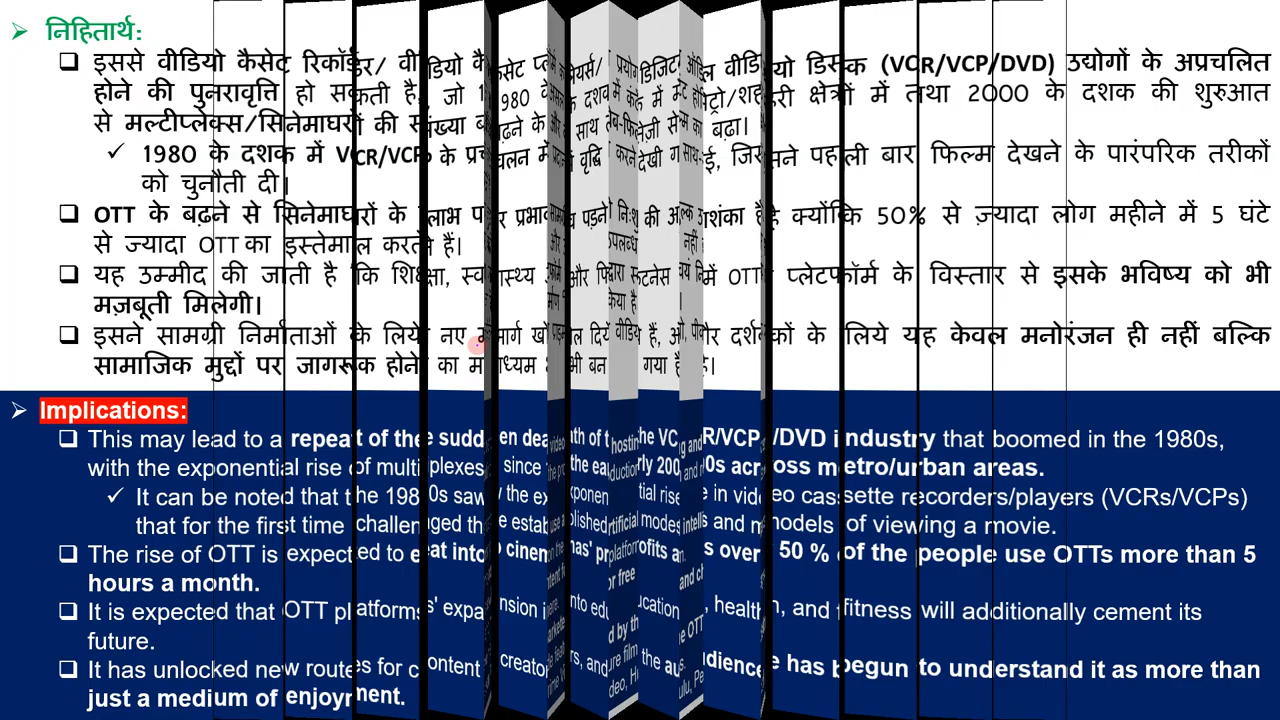 ➢ निहितार्थ:
❑ इससे वीडियो कैसेट रिकॉर्डर/ वीडियो कैसेट प्लेयर्स/ डिजिटल वीडियो डिस्क (VCR/VCP/DVD) उद्योगों के अप्रचलित
होने की पुनरावृत्ति हो सकती है, जो 1980 के दशक में मेट्रो/शहरी क्षेत्रों में तथा 2000 के दशक की शुरुआत
से मल्टीप्लेक्स/सिनेमाघरों की संख्या बढ़ने के साथ तेज़ी से बढ़ा।
✓ 1980 के दशक में VCR/VCP के प्रचलन में वृद्धि देखी गई, जिसने पहली बार फिल्म देखने के पारंपरिक तरीकों
को चुनौती दी।
❑ OTT के बढ़ने से सिनेमाघरों के लाभ पर प्रभाव पड़ने की आशंका है क्योंकि 50% से ज़्यादा लोग महीने में 5 घंटे
से ज्यादा OTT का इस्तेमाल करते हैं।
❑ यह उम्मीद की जाती है कि शिक्षा, स्वास्थ्य और फिटनेस में OTT प्लेटफॉर्म के विस्तार से इसके भविष्य को भी
मज़बूती मिलेगी।
❑ इसने सामग्री निर्माताओं के लिये नए मार्ग खोल दिये हैं, और दर्शकों के लिये यह केवल मनोरंजन ही नहीं बल्कि
सामाजिक मुद्दों पर जागरूक होने का माध्यम भी बन गया है।
➢ Implications:
❑ This may lead to a repeat of the sudden death of the VCR/VCP/DVD industry that boomed in the 1980s,
with the exponential rise of multiplexes since the early 2000s across metro/urban areas.
✓ It can be noted that the 1980s saw the exponential rise in video cassette recorders/players (VCRs/VCPs)
that for the first time challenged the established modes and models of viewing a movie.
❑ The rise of OTT is expected to eat into cinemas' profits as over 50 % of the people use OTTs more than 5
hours a month.
❑ It is expected that OTT platforms' expansion into education, health, and fitness will additionally cement its
future.
❑ It has unlocked new routes for content creators, and the audience has begun to understand it as more than
just a medium of enjoyment.